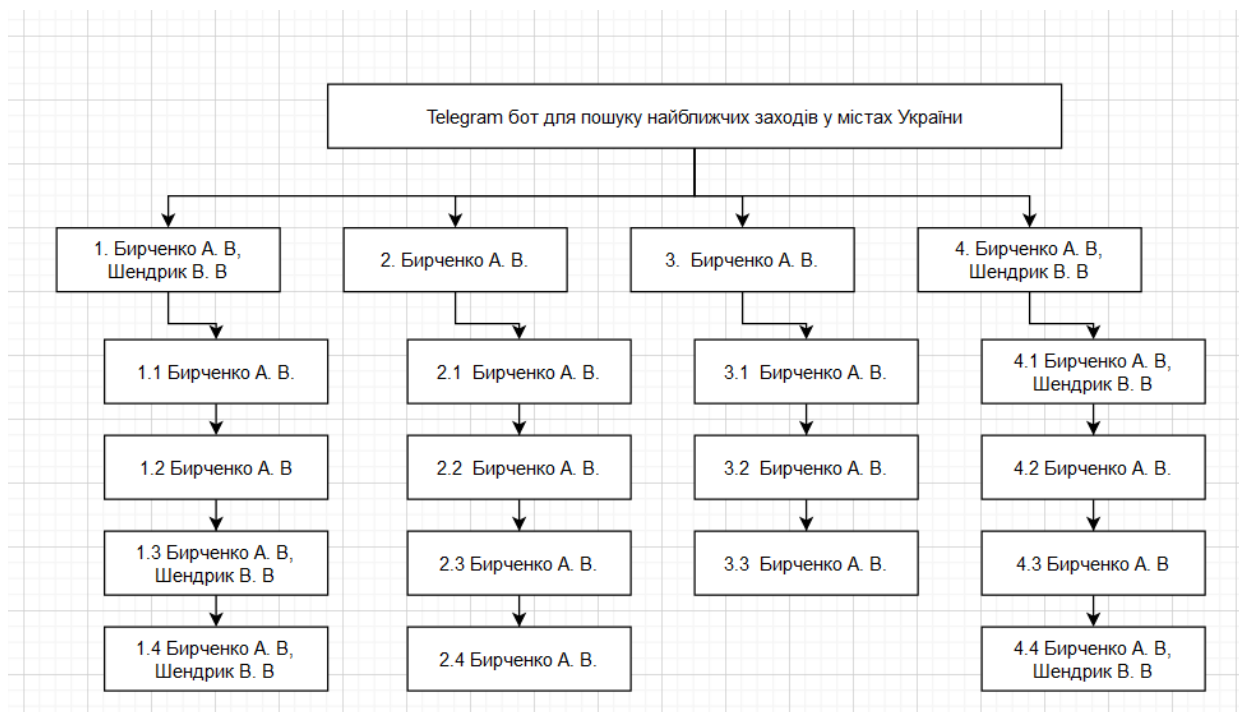 Telegram бот для пошуку найближчих заходів у містах України
1. Бирченко А. В,
Шендрик В. В
2. Бирченко А. В.
3. Бирченко А. В.
4. Бирченко А. В,
Шендрик В. В
1.1 Бирченко А. В.
2.1 Бирченко А. В.
3.1 Бирченко А. В.
4.1 Бирченко А. В,
Шендрик В. В
1.2 Бирченко А. В
2.2 Бирченко А. В.
3.2 Бирченко А. В.
4.2 Бирченко А. В.
1.3 Бирченко А. В,
Шендрик В. В
2.3 Бирченко А. В.
3.3 Бирченко А. В.
4.3 Бирченко А. В
1.4 Бирченко А. В,
Шендрик В. В
2.4 Бирченко А. В.
4.4 Бирченко А. В,
Шендрик В. В